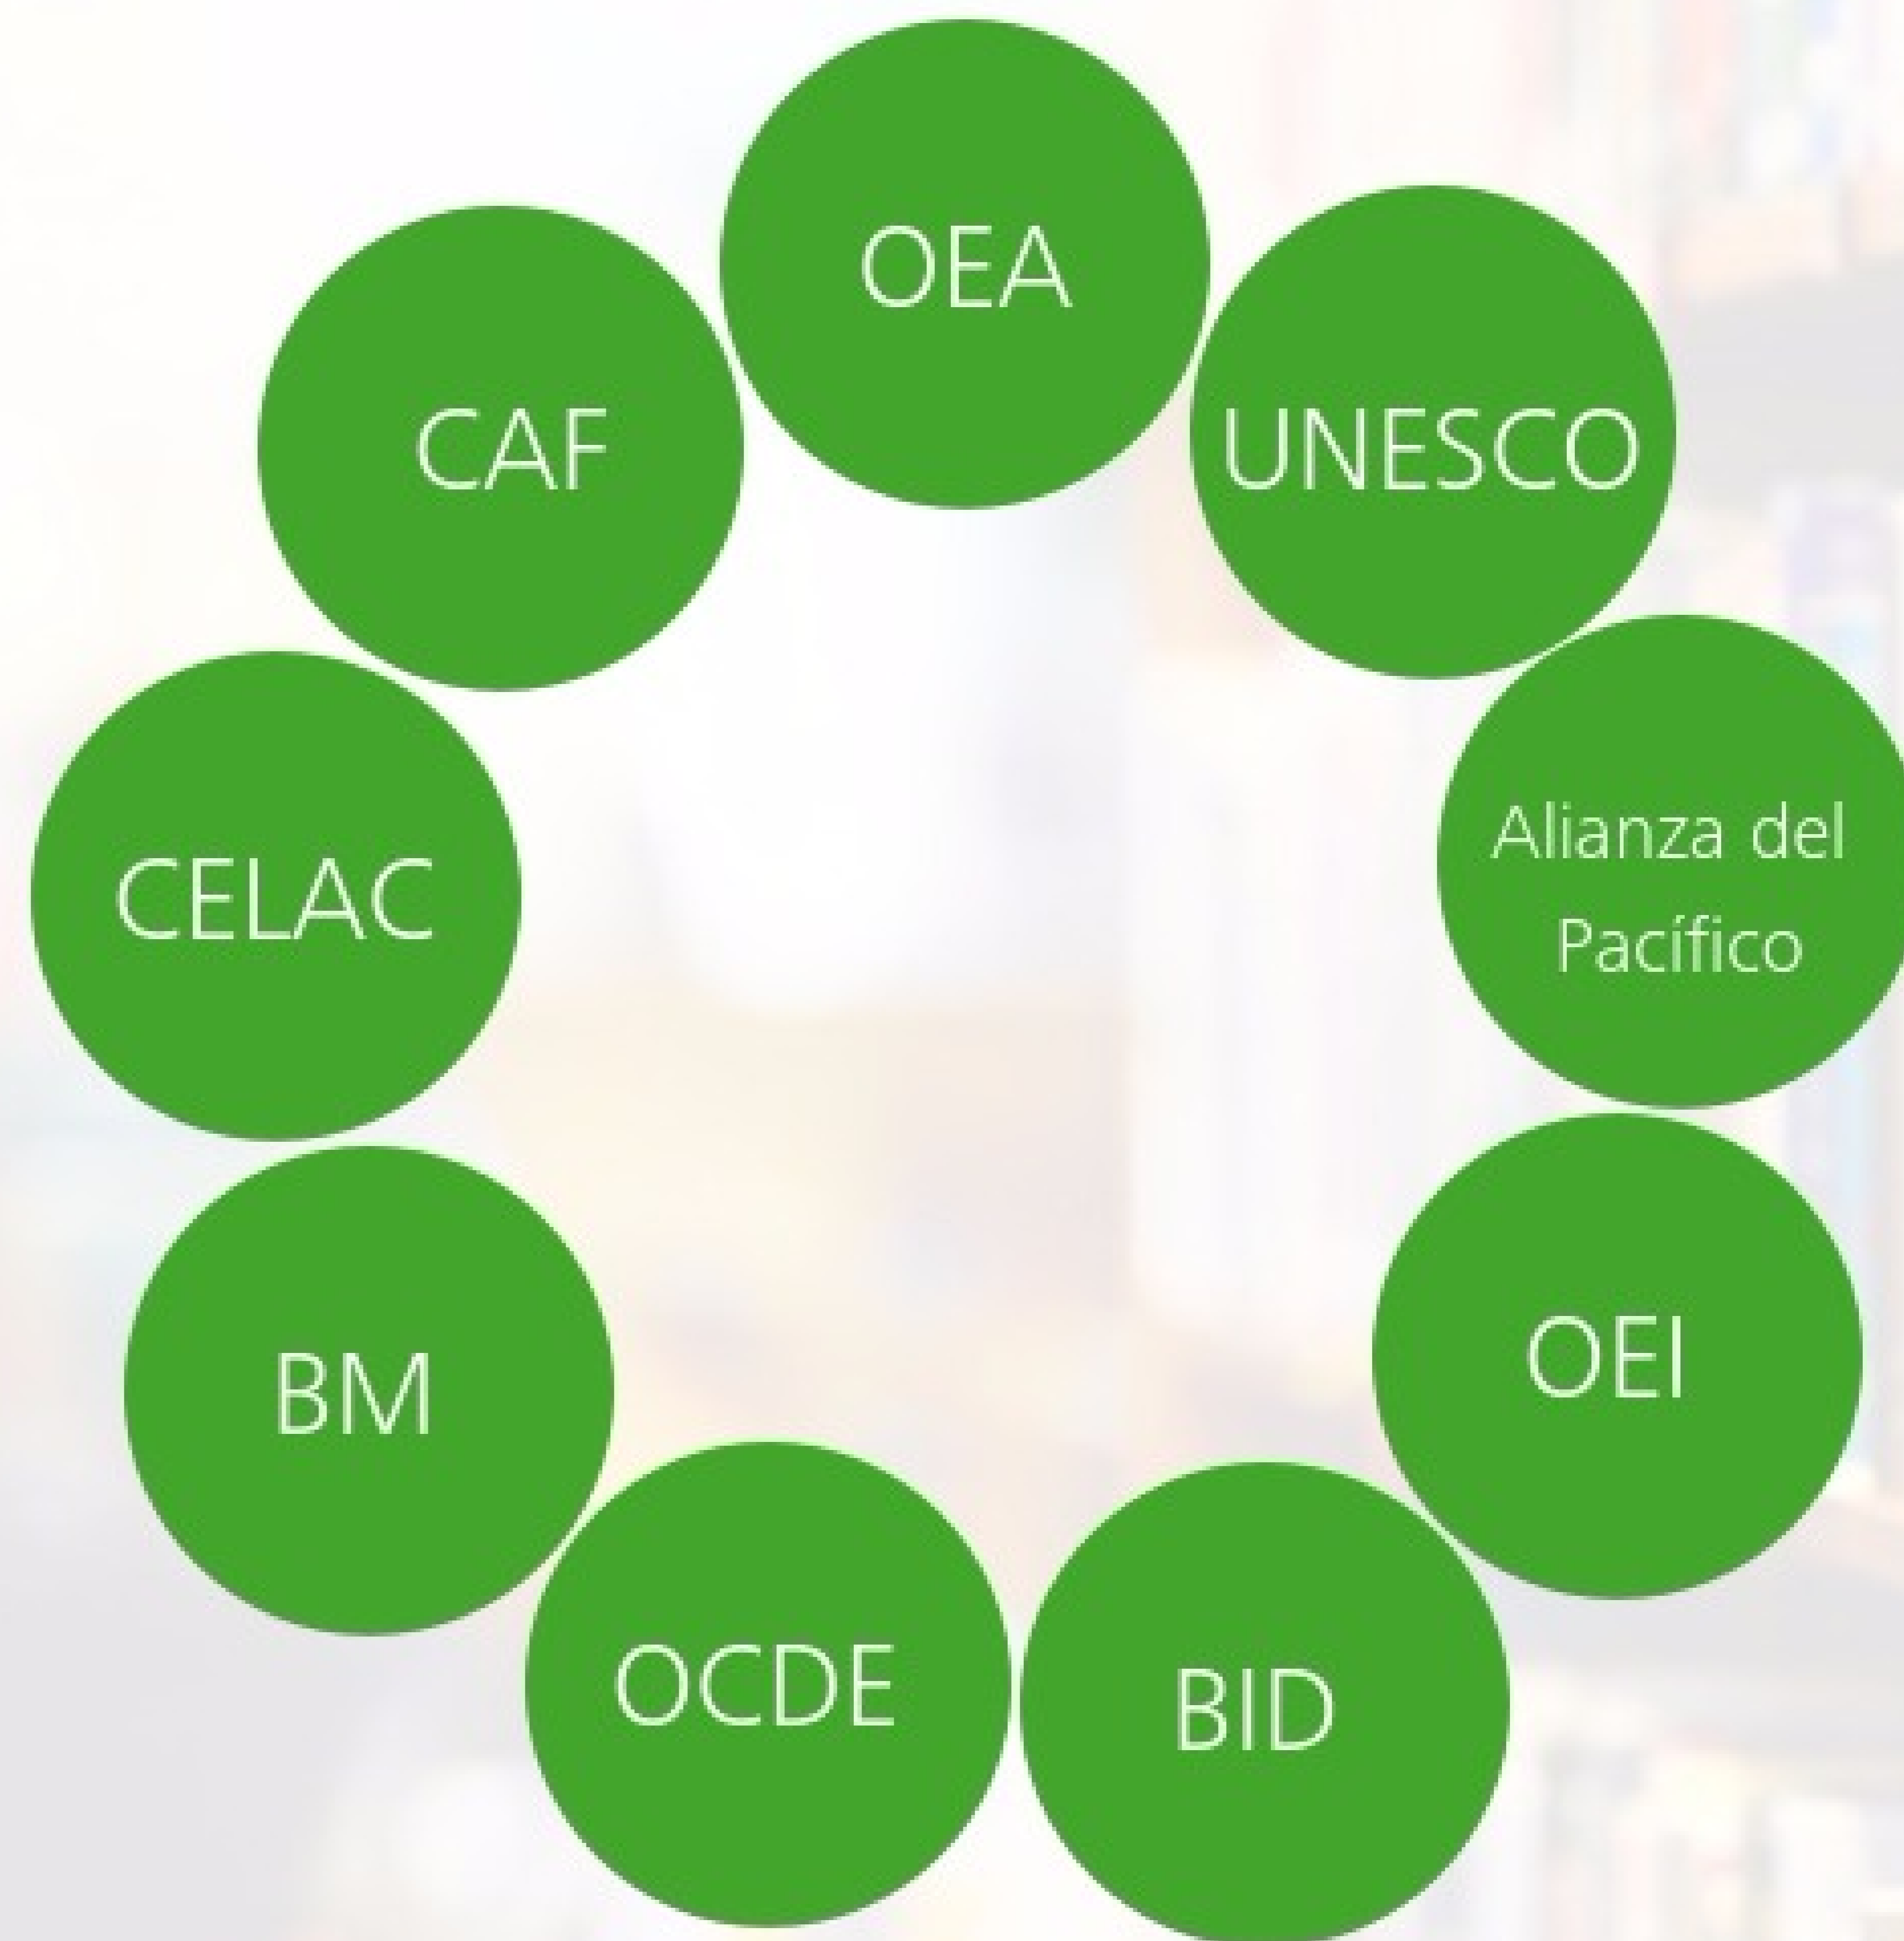 OEA
CAF
UNESCO
Alianza del
Pacífico
CELAC
OEI
BM
OCDE
BID